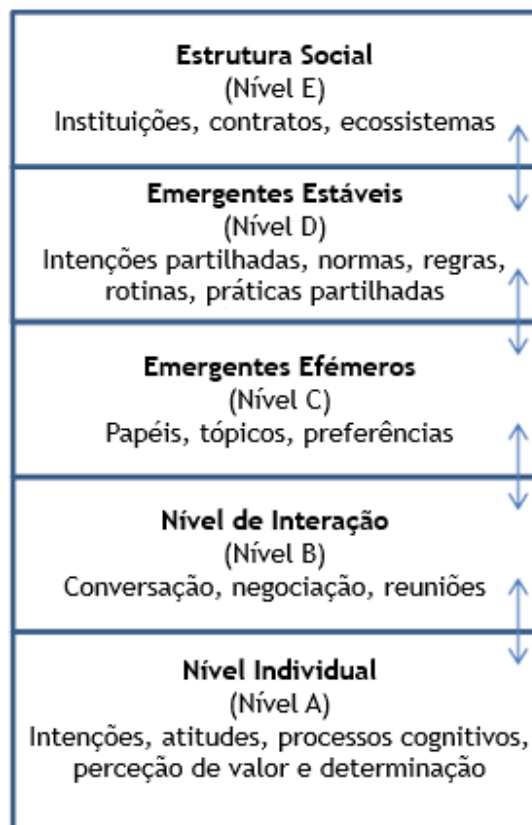 Estrutura Social
(Nível E)
Instituições, contratos, ecossistemas
Emergentes Estáveis
(Nível D)
Intenções partilhadas, normas, regras,
rotinas, práticas partilhadas
Emergentes Efémeros
(Nível C)
Papéis, tópicos, preferências
Nível de Interação
(Nível B)
Conversação, negociação, reuniões
Nível Individual
(Nível A)
Intenções, atitudes, processos cognitivos,
perceção de valor e determinação